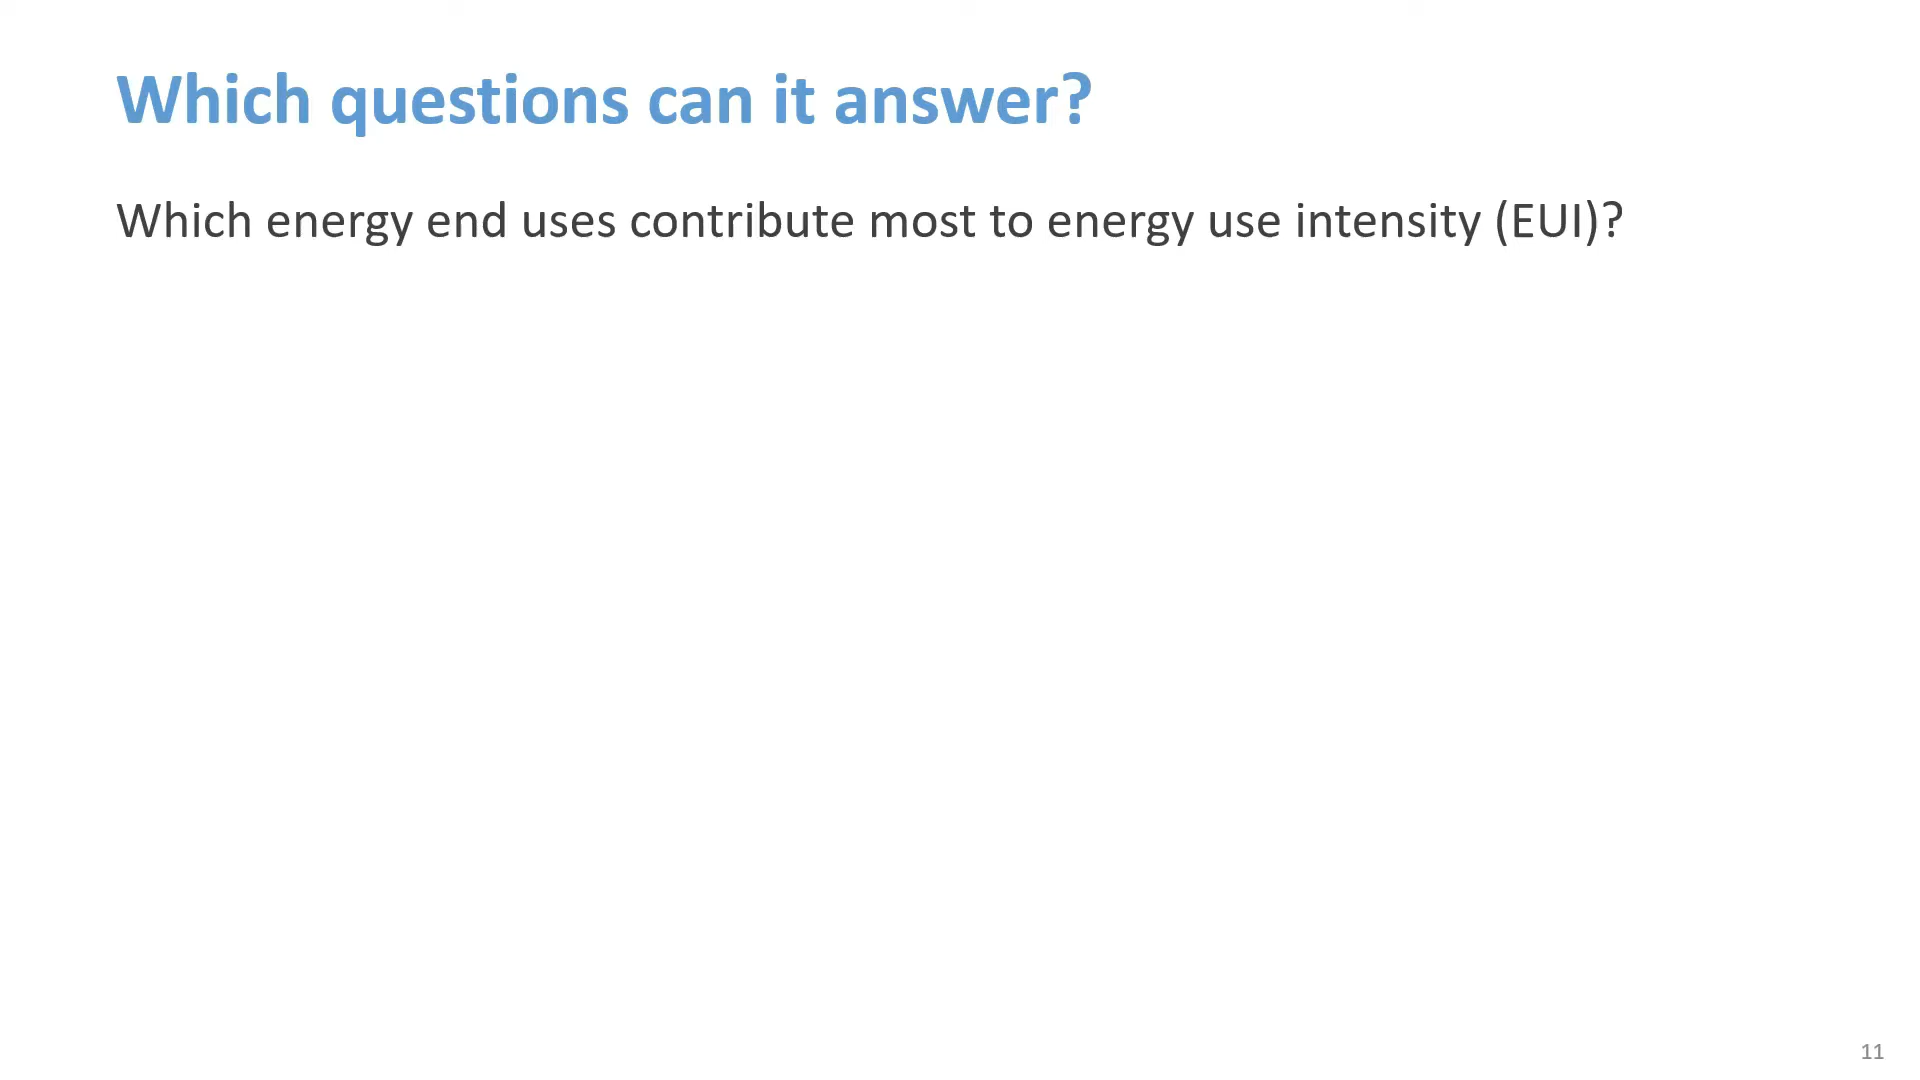 Which questions can it answer?
Which energy end uses contribute most to energy use intensity (EUI)?
11